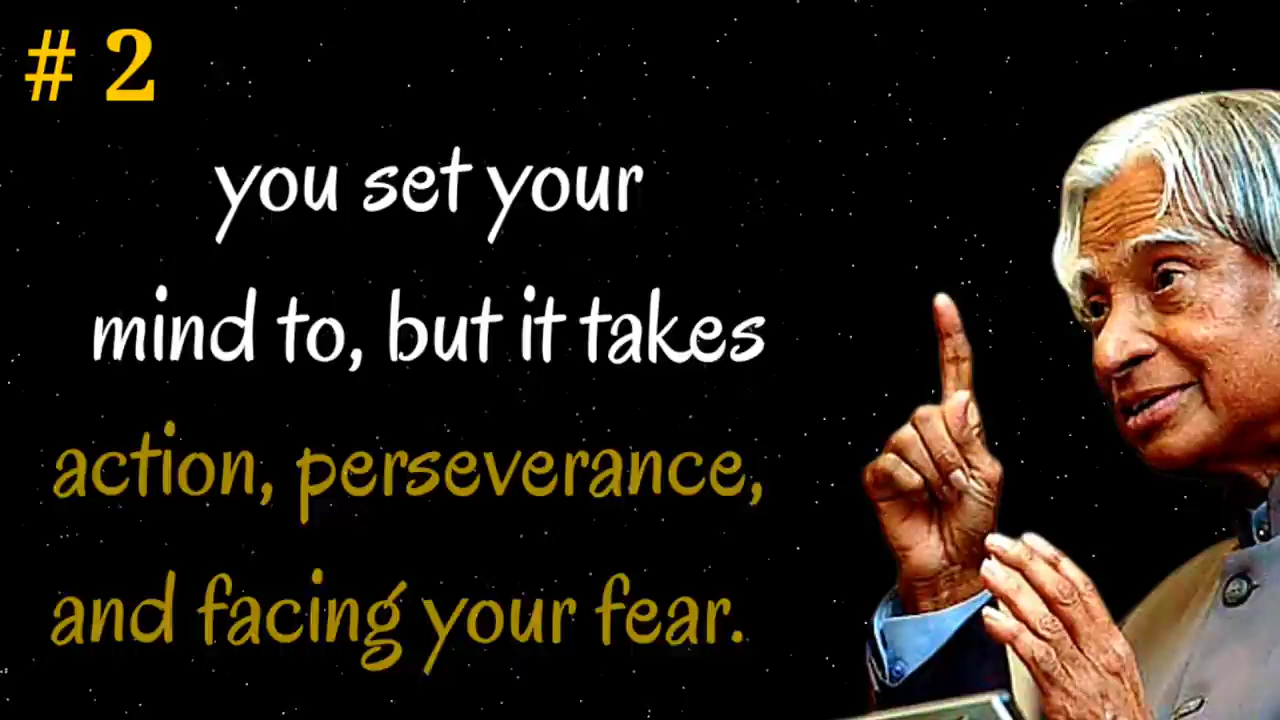 # 2
you set your
mind to, but it takes
action, perseverance,
and facing your fear.